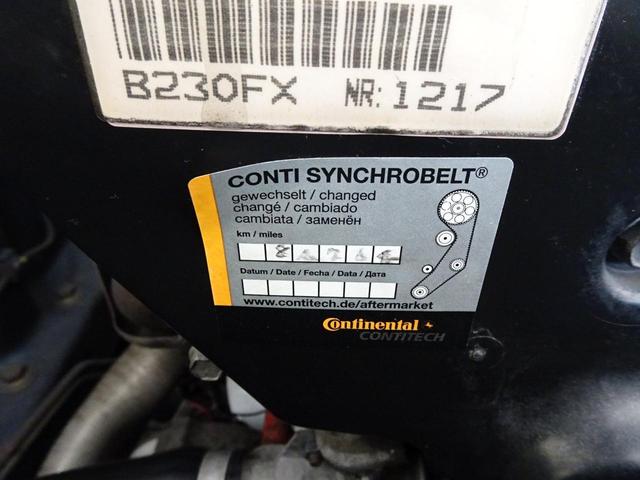 B230FX NR:1217
CONTI SYNCHROBELT®
gewechselt / changed
changé / cambiado
cambiata / заменён
km / miles
Datum / Date / Fecha / Data / Дата
www.contitech.de/aftermarket
Continental
CONTITECH